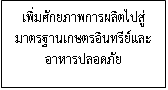 เพิ่มศักยภาพการผลิตไปสู่
มาตรฐานเกษตรอินทรีย์และ
อาหารปลอดภัย